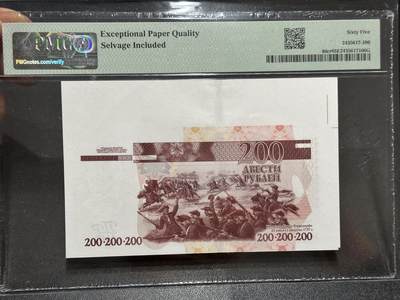 PMG
PMGnotes.com/verify
Exceptional Paper Quality
Selvage Included
Sixty Five
200
ДВЕСТИ
РУБЛЕЙ
200·200·200
200·200·200